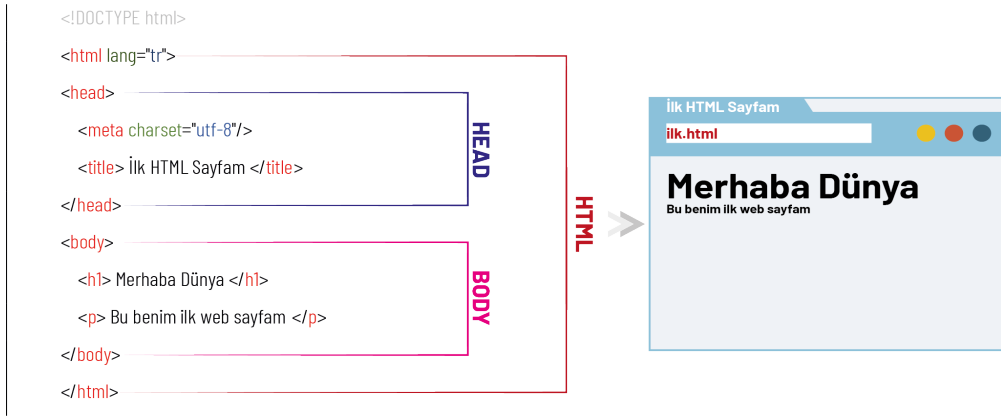 <!DOCTYPE html>
<html lang="tr">
<head>
<meta charset="utf-8"/>
<title> İlk HTML Sayfam </title>
</head>
<body>
<h1> Merhaba Dünya </h1>
<p> Bu benim ilk web sayfam </p>
</body>
</html>
HEAD
BODY
HTML
İlk HTML Sayfam
ilk.html
Merhaba Dünya
Bu benim ilk web sayfam